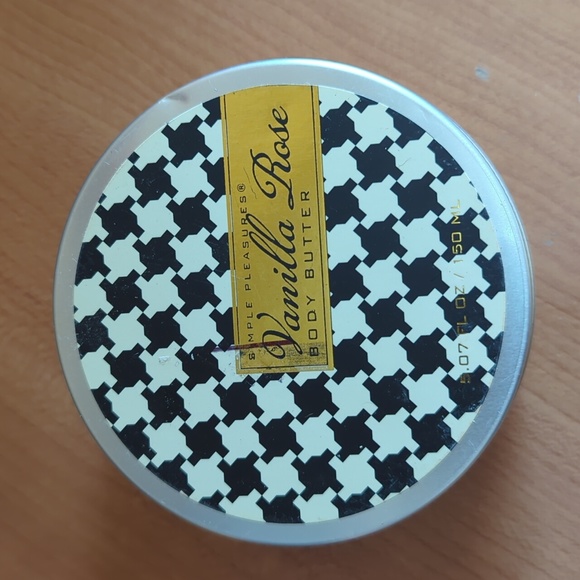 SIMPLE PLEASURES®
Vanilla Rose
BODY BUTTER
5.07 FL OZ / 150 ML